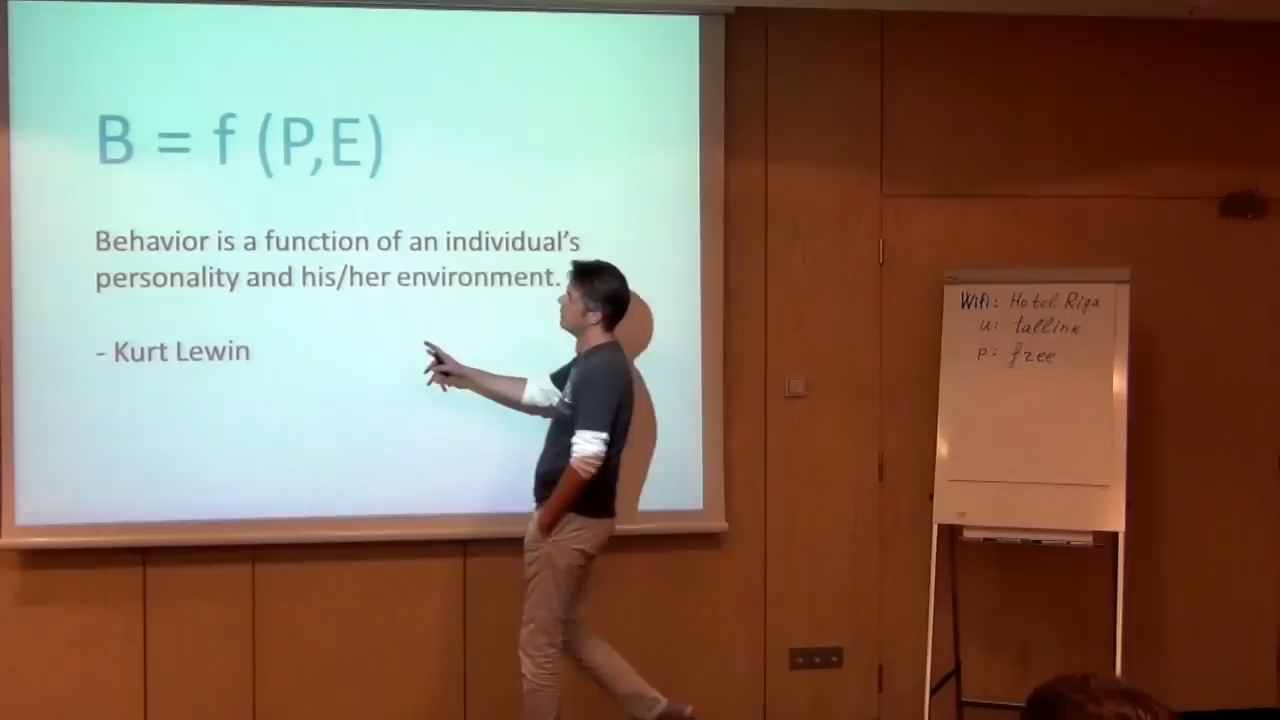 B = f (P,E)
Behavior is a function of an individual's
personality and his/her environment.
- Kurt Lewin
Wifi: Hotel Riga
u: tallink
p: free